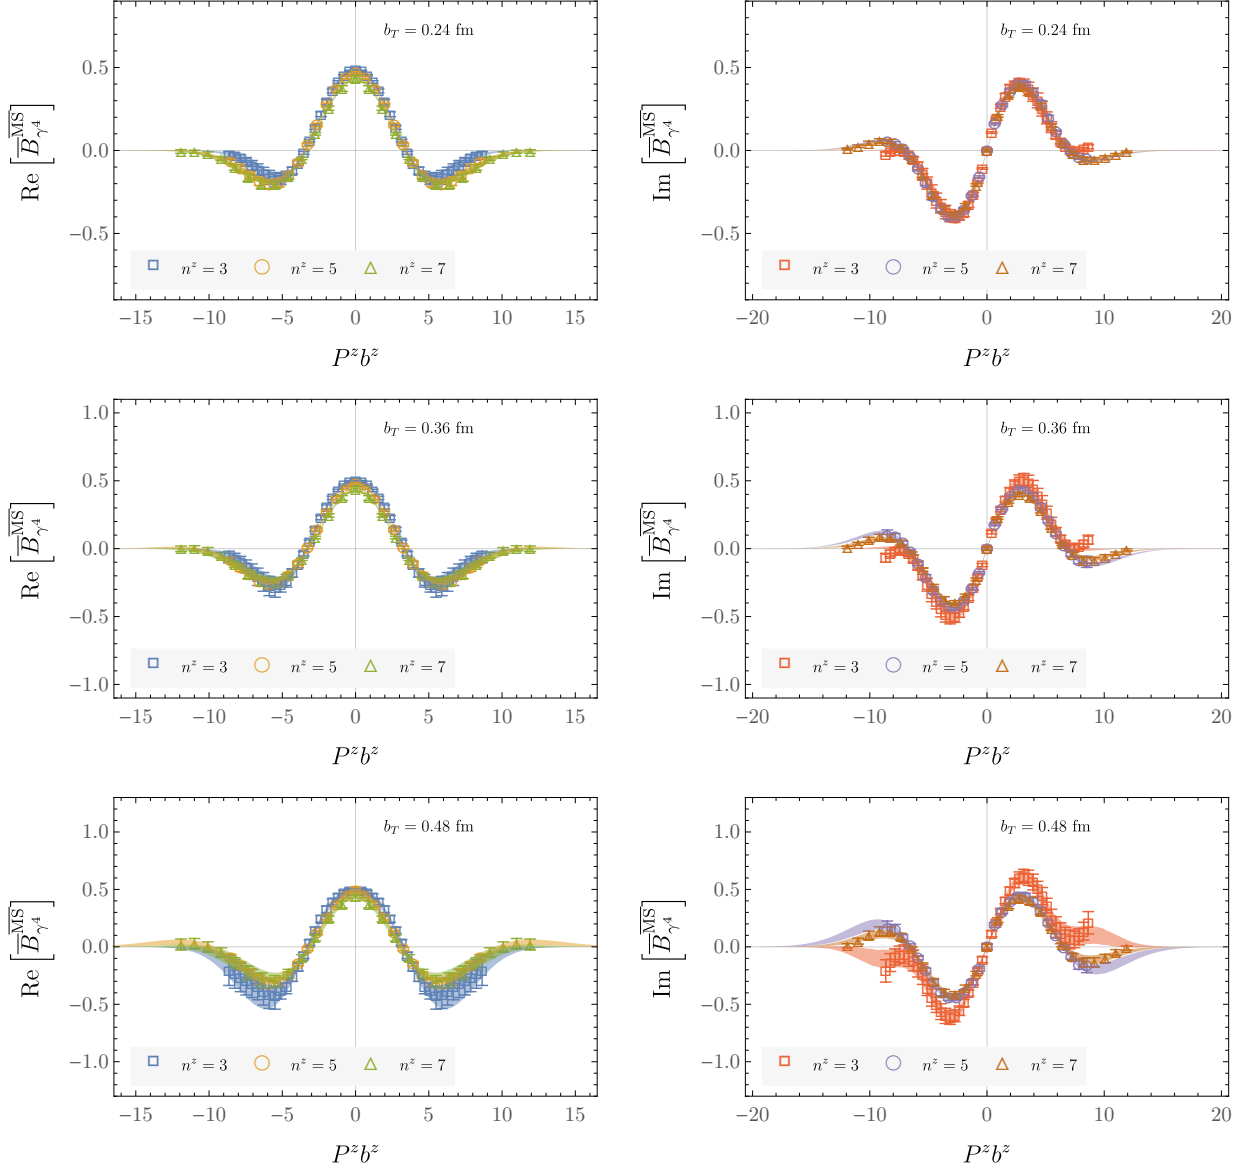 b_T = 0.24 fm
Re [B̅^{M̅S̅}_{γ^4}]
0.5
0.0
−0.5
n^z = 3 n^z = 5 n^z = 7
−15 −10 −5 0 5 10 15
P^z b^z
b_T = 0.24 fm
Im [B̅^{M̅S̅}_{γ^4}]
0.5
0.0
−0.5
n^z = 3 n^z = 5 n^z = 7
−20 −10 0 10 20
P^z b^z
b_T = 0.36 fm
Re [B̅^{M̅S̅}_{γ^4}]
1.0
0.5
0.0
−0.5
−1.0
n^z = 3 n^z = 5 n^z = 7
−15 −10 −5 0 5 10 15
P^z b^z
b_T = 0.36 fm
Im [B̅^{M̅S̅}_{γ^4}]
1.0
0.5
0.0
−0.5
−1.0
n^z = 3 n^z = 5 n^z = 7
−20 −10 0 10 20
P^z b^z
b_T = 0.48 fm
Re [B̅^{M̅S̅}_{γ^4}]
1.0
0.5
0.0
−0.5
−1.0
n^z = 3 n^z = 5 n^z = 7
−15 −10 −5 0 5 10 15
P^z b^z
b_T = 0.48 fm
Im [B̅^{M̅S̅}_{γ^4}]
1.0
0.5
0.0
−0.5
−1.0
n^z = 3 n^z = 5 n^z = 7
−20 −10 0 10 20
P^z b^z